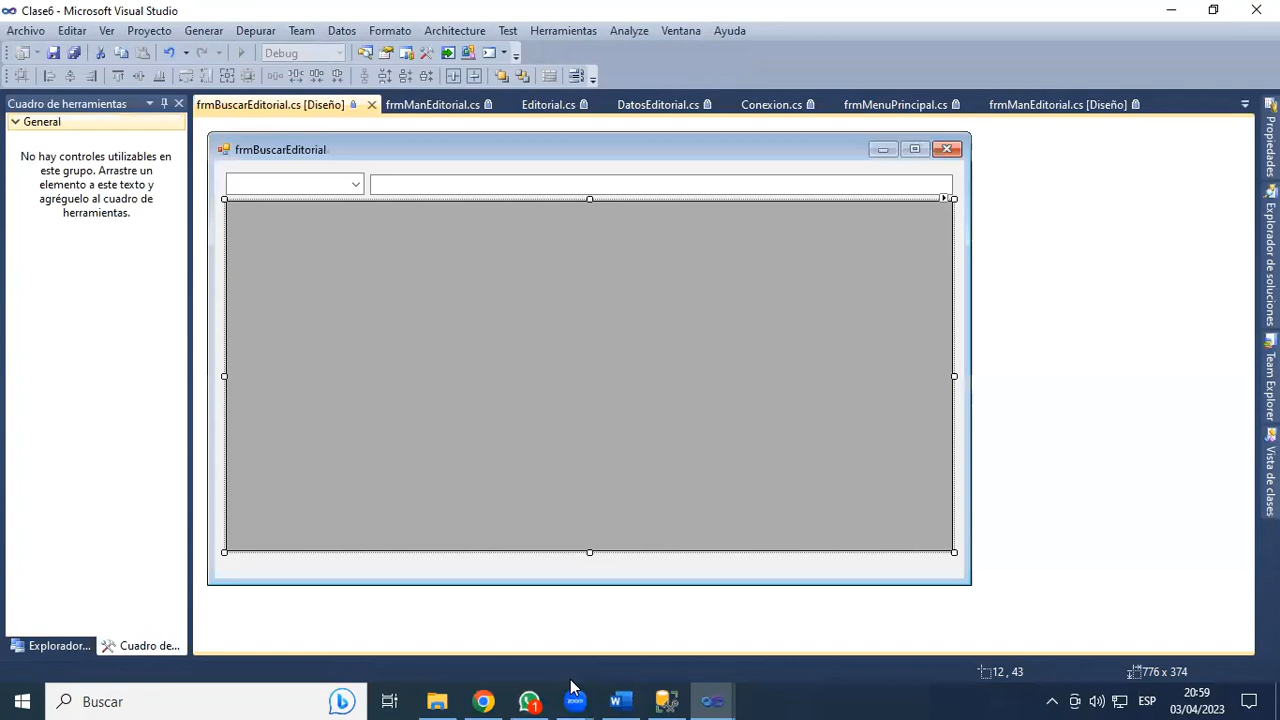 Clase6 - Microsoft Visual Studio
Archivo Editar Ver Proyecto Generar Depurar Team Datos Formato Architecture Test Herramientas Analyze Ventana Ayuda
Debug
Cuadro de herramientas
frmBuscarEditorial.cs [Diseño] frmManEditorial.cs Editorial.cs DatosEditorial.cs Conexion.cs frmMenuPrincipal.cs frmManEditorial.cs [Diseño]
General
No hay controles utilizables en
este grupo. Arrastre un
elemento a este texto y
agréguelo al cuadro de
herramientas.
frmBuscarEditorial
Propiedades
Explorador de soluciones
Team Explorer
Vista de clases
Explorador... Cuadro de...
12 , 43 776 x 374
Buscar
1
zoom
ESP
20:59
03/04/2023